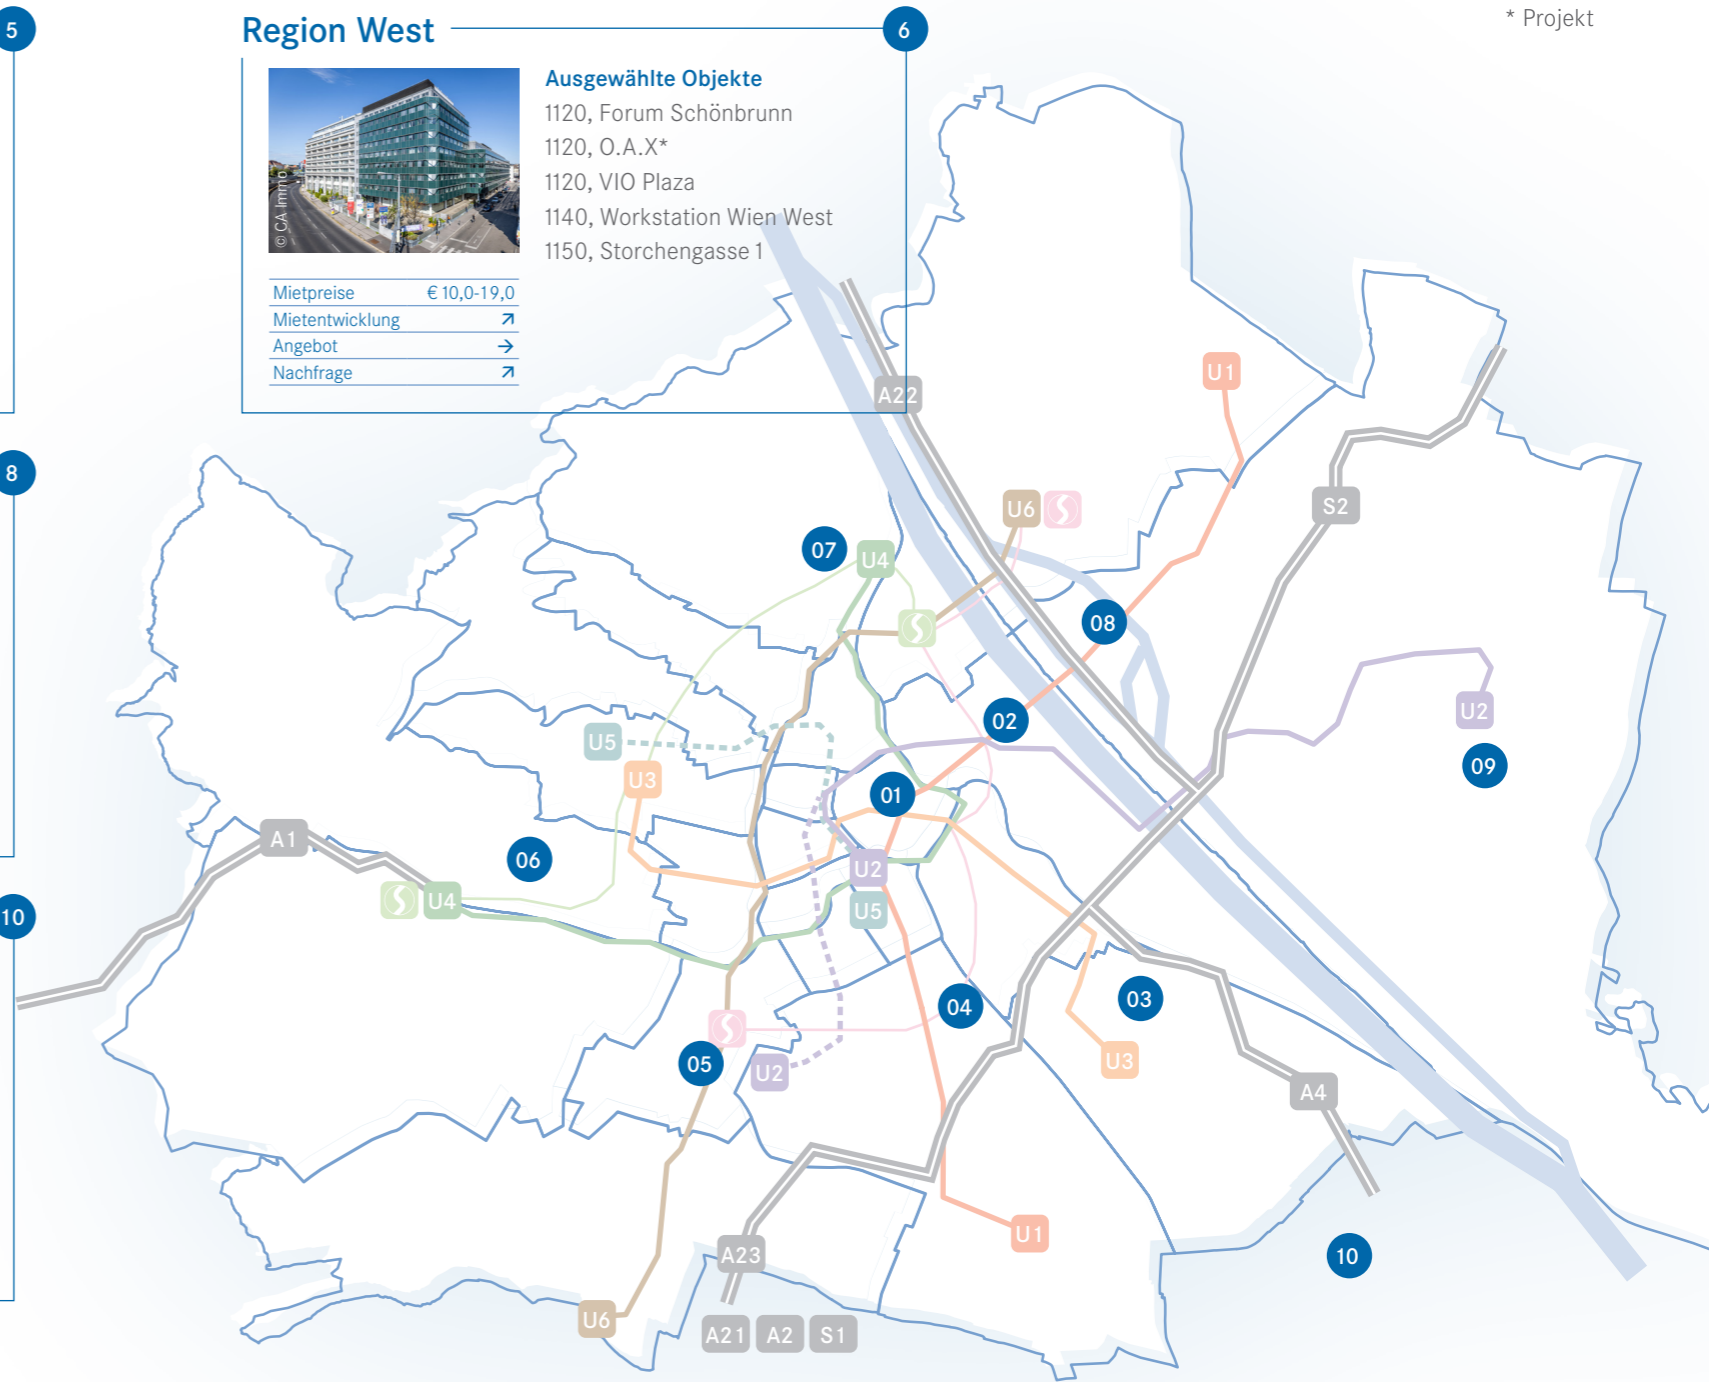 5
Region West
6
* Projekt
© CA Immo
Ausgewählte Objekte
1120, Forum Schönbrunn
1120, O.A.X*
1120, VIO Plaza
1140, Workstation Wien West
1150, Storchengasse 1
Mietpreise € 10,0-19,0
Mietentwicklung ↗
Angebot →
Nachfrage ↗
8
10
A22
U1
S2
U6
07
U4
08
02
U5
U3
U2
09
01
A1
06
U2
U4
U5
03
04
05
U2
U3
A4
U1
A23
10
U6
A21
A2
S1